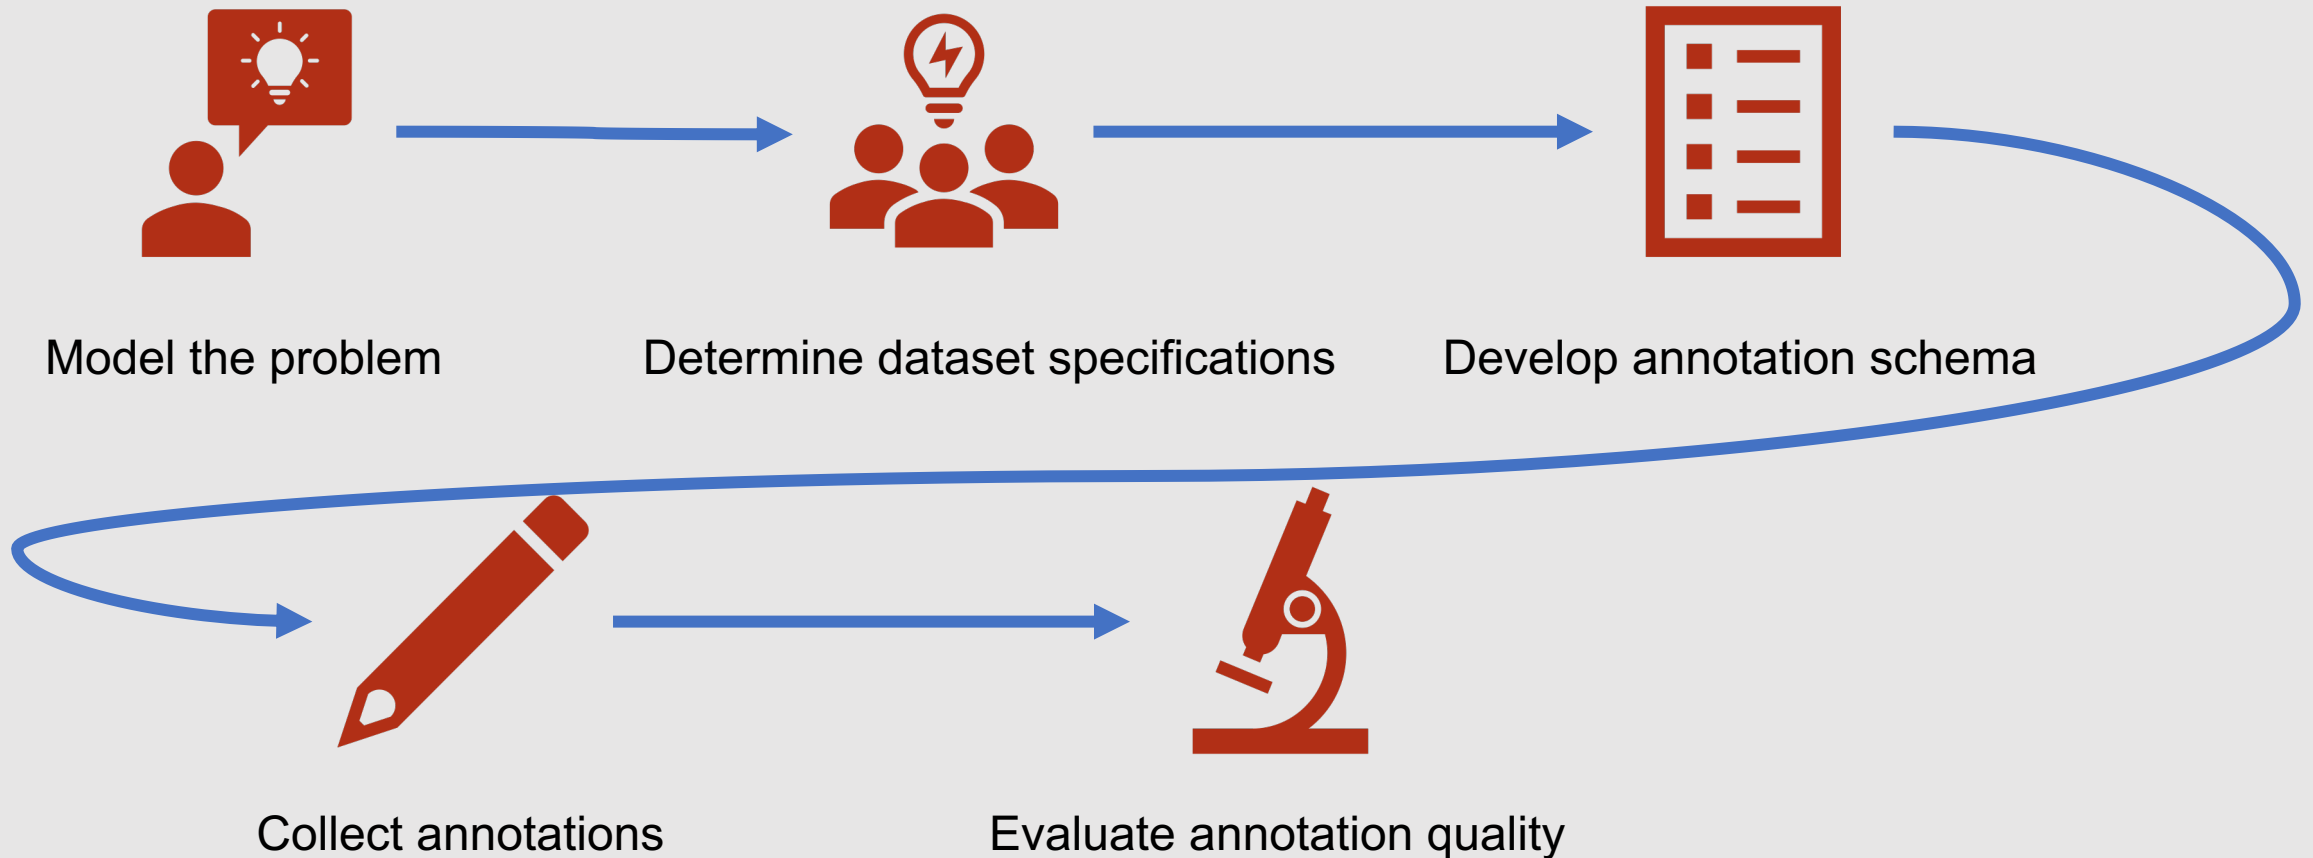 Model the problem
Determine dataset specifications
Develop annotation schema
Collect annotations
Evaluate annotation quality